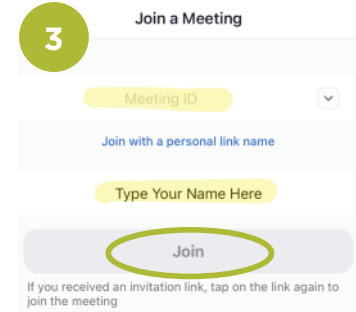 3
Join a Meeting
Meeting ID
Join with a personal link name
Type Your Name Here
Join
If you received an invitation link, tap on the link again to
join the meeting